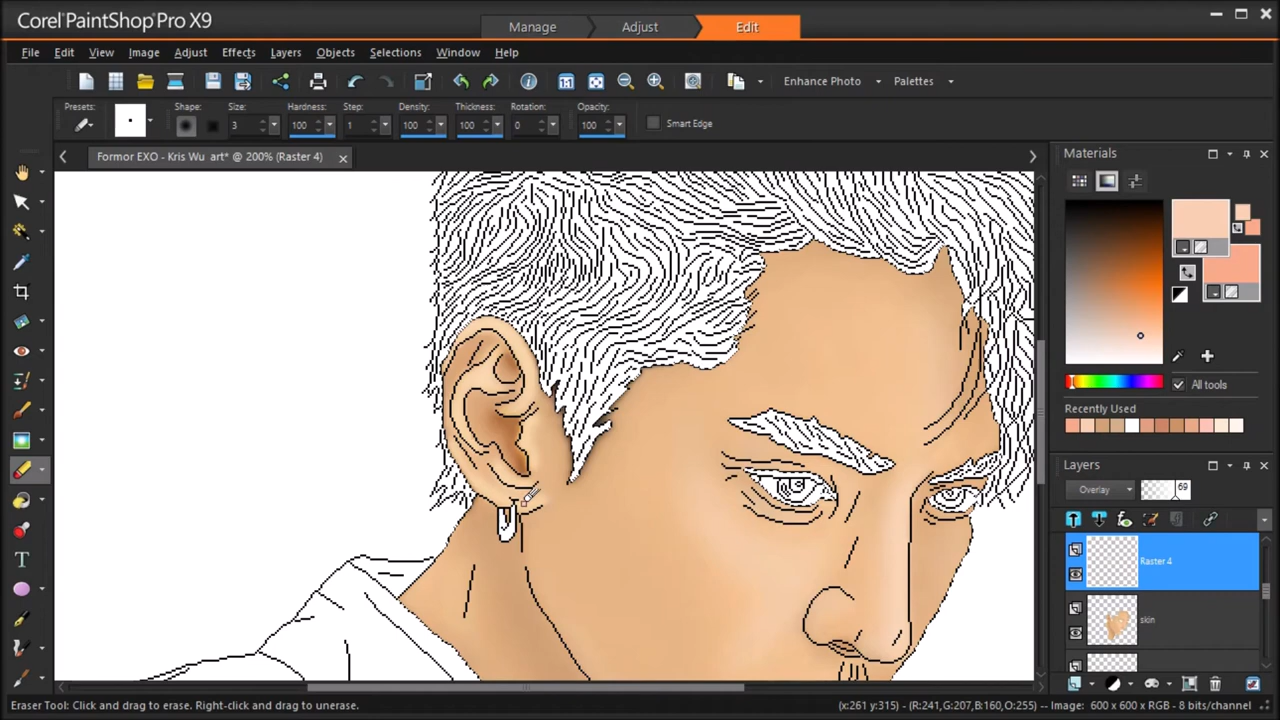 Corel PaintShop Pro X9
Manage
Adjust
Edit
File Edit View Image Adjust Effects Layers Objects Selections Window Help
Enhance Photo
Palettes
Presets: Shape: Size: Hardness: Step: Density: Thickness: Rotation: Opacity:
3 100 1 100 100 0 100 Smart Edge
Formor EXO - Kris Wu art* @ 200% (Raster 4)
Materials
All tools
Recently Used
Layers
Overlay 69
Raster 4
skin
Eraser Tool: Click and drag to erase. Right-click and drag to unerase.
(x:261 y:315) - (R:241,G:207,B:160,O:255) -- Image: 600 x 600 x RGB - 8 bits/channel